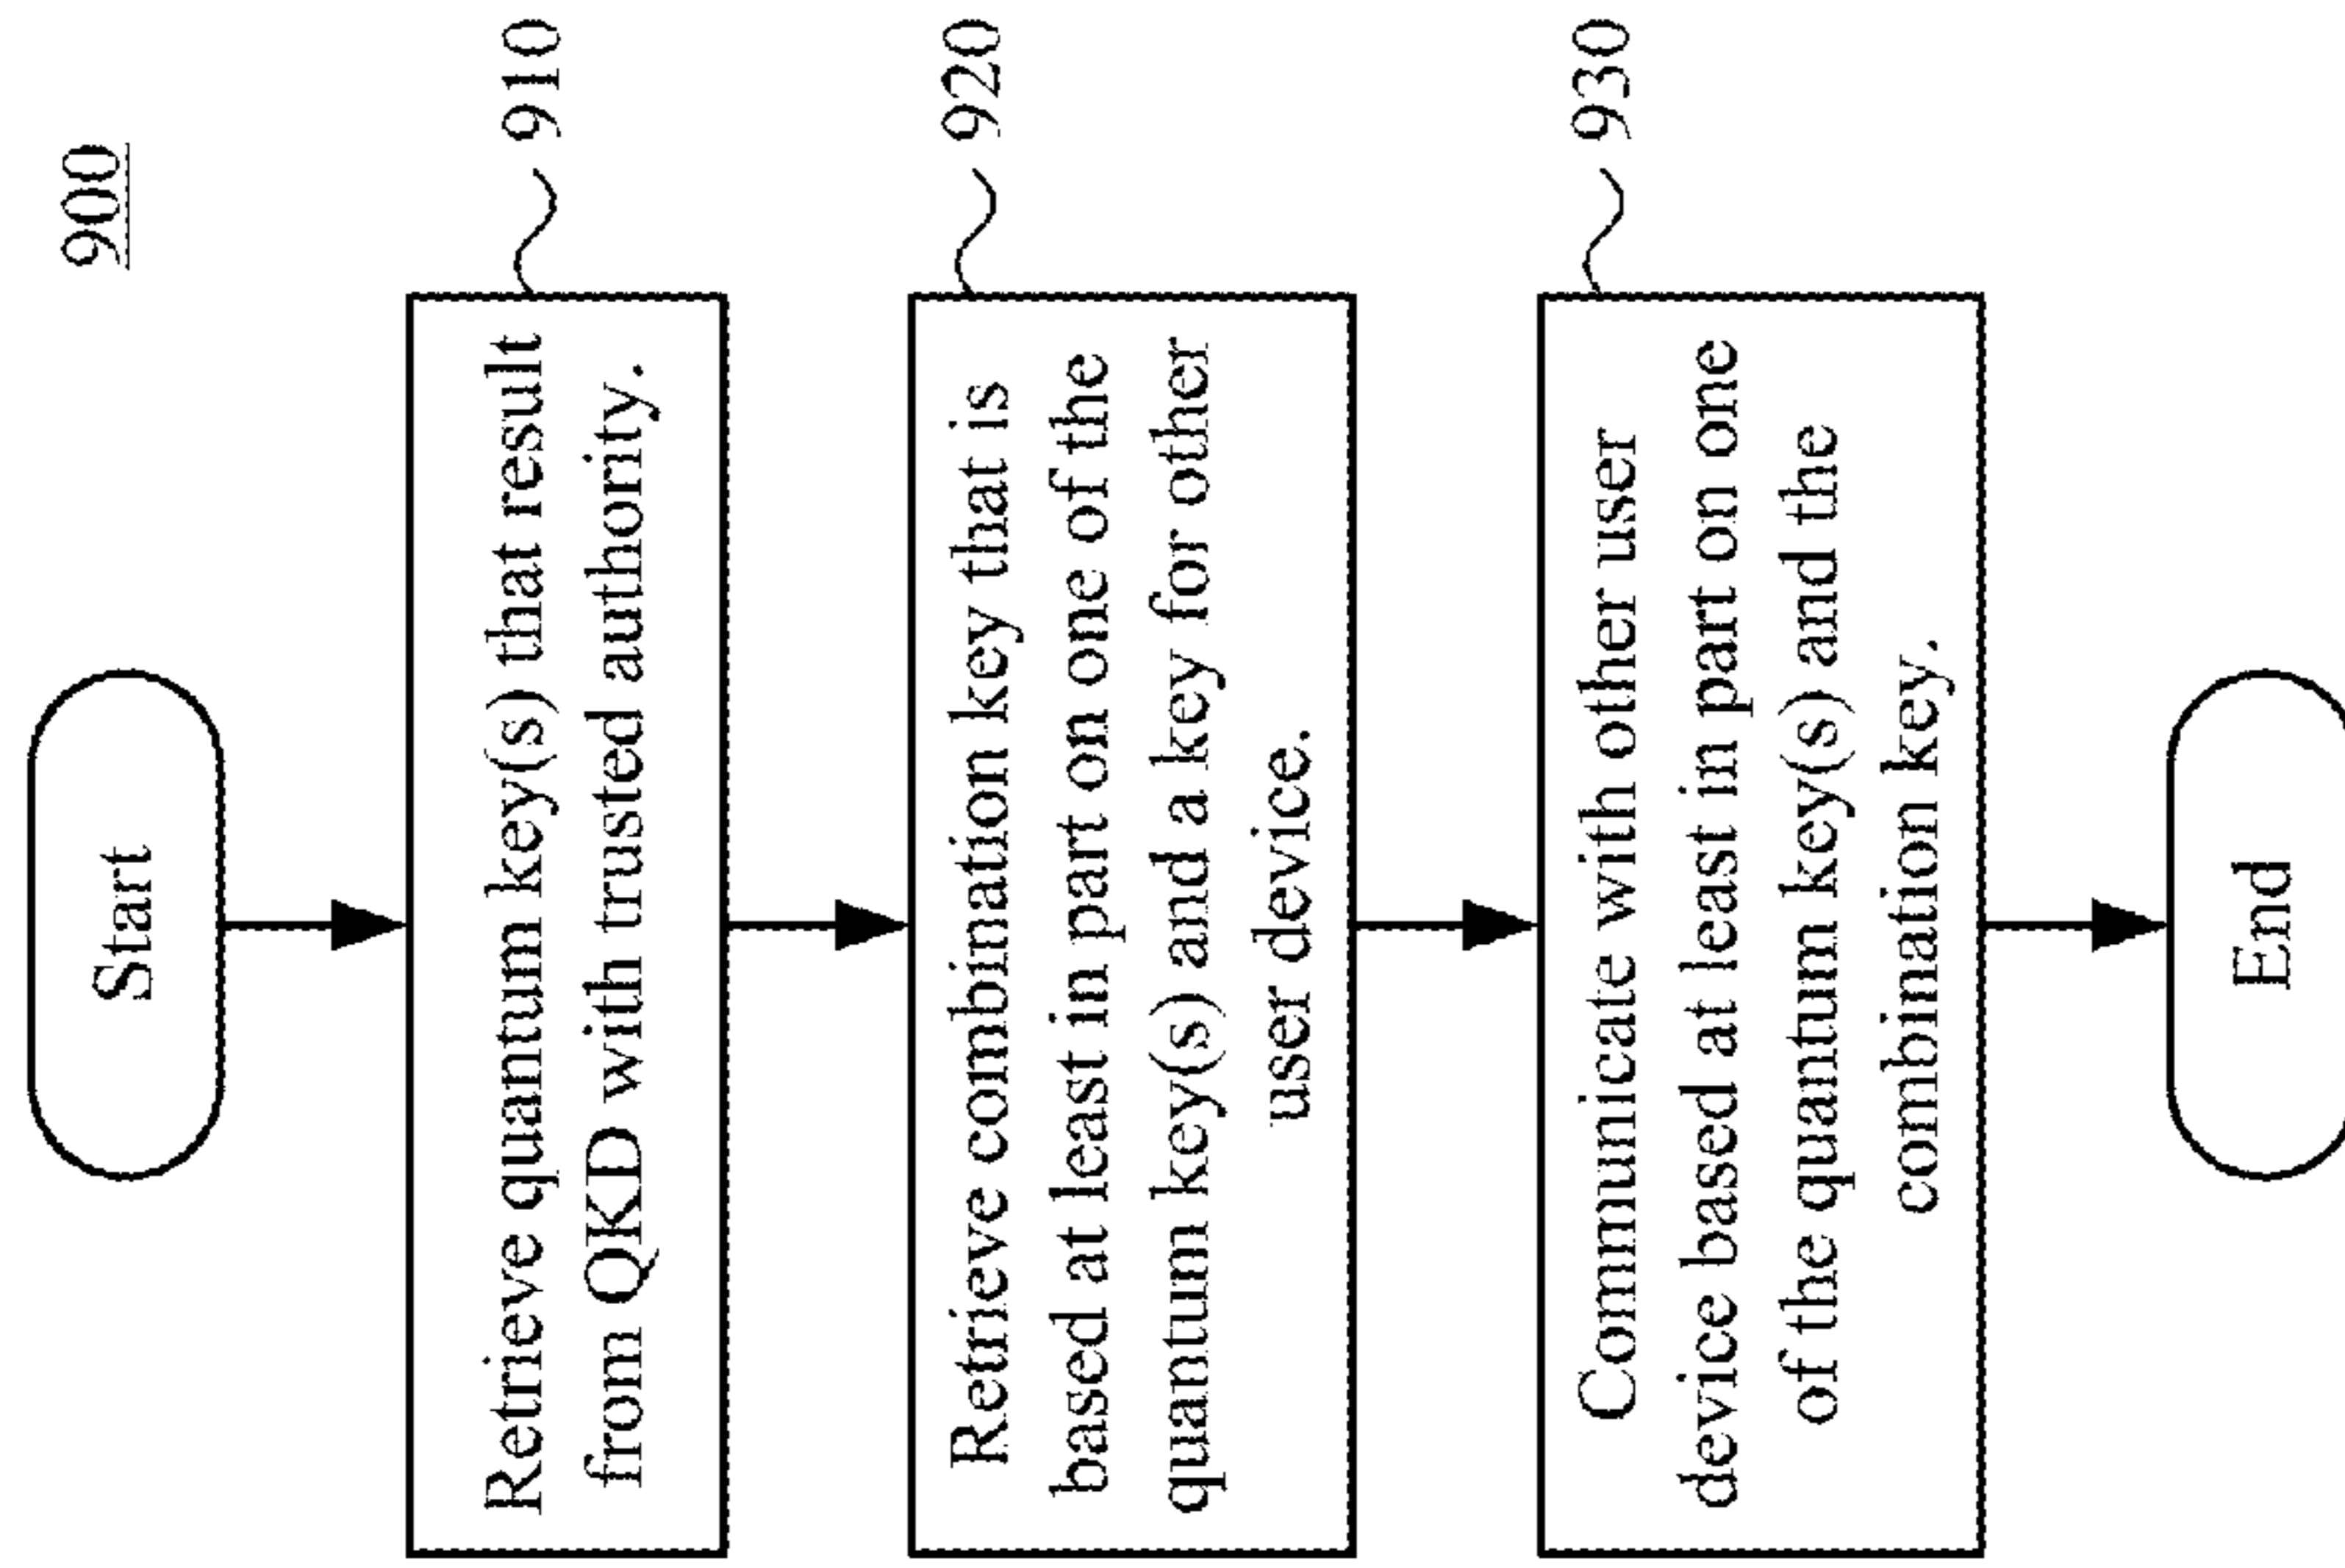 900
Start
Retrieve quantum key(s) that result
from QKD with trusted authority.
910
Retrieve combination key that is
based at least in part on one of the
quantum key(s) and a key for other
user device.
920
Communicate with other user
device based at least in part on one
of the quantum key(s) and the
combination key.
930
End